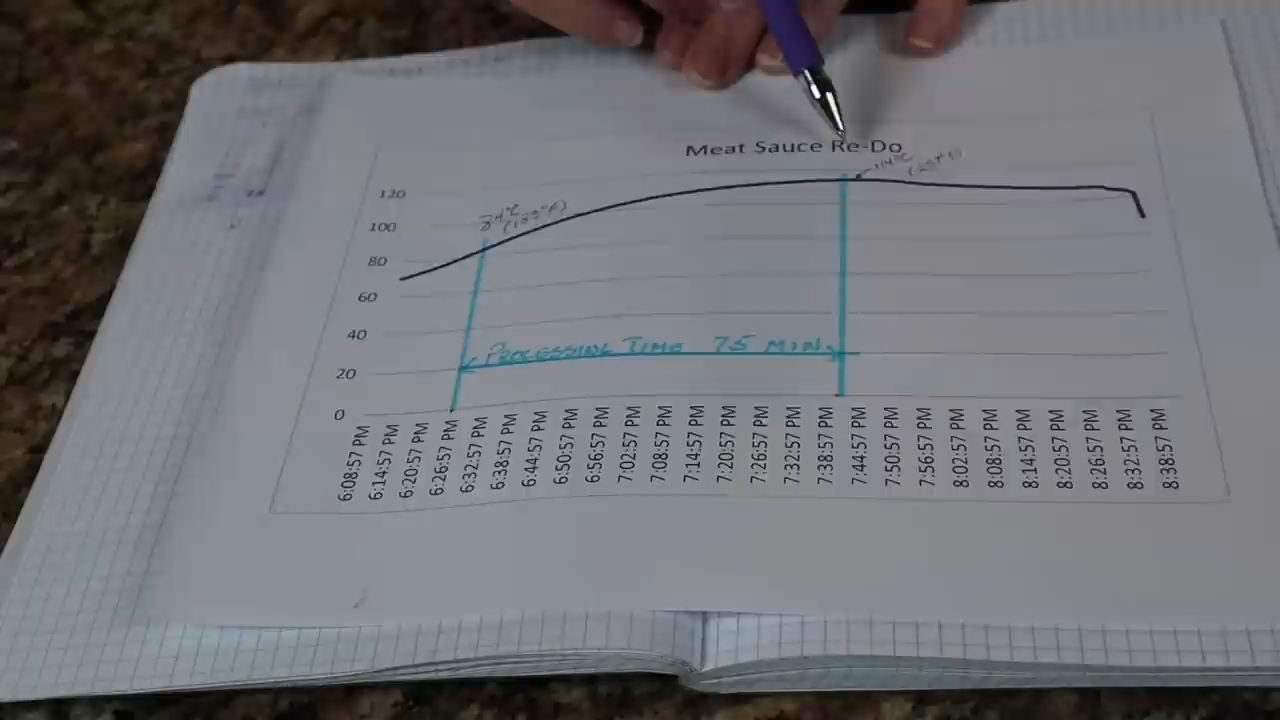 Meat Sauce Re-Do
120
100
80
60
40
20
0
84°C
(183°F)
114°C
PROCESSING TIME 75 MIN
6:08:57 PM
6:14:57 PM
6:20:57 PM
6:26:57 PM
6:32:57 PM
6:38:57 PM
6:44:57 PM
6:50:57 PM
6:56:57 PM
7:02:57 PM
7:08:57 PM
7:14:57 PM
7:20:57 PM
7:26:57 PM
7:32:57 PM
7:38:57 PM
7:44:57 PM
7:50:57 PM
7:56:57 PM
8:02:57 PM
8:08:57 PM
8:14:57 PM
8:20:57 PM
8:26:57 PM
8:32:57 PM
8:38:57 PM